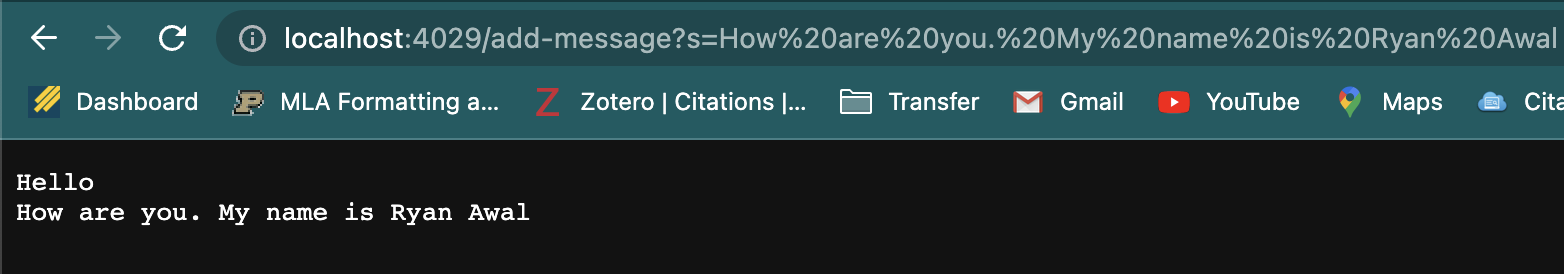 localhost:4029/add-message?s=How%20are%20you.%20My%20name%20is%20Ryan%20Awal
Dashboard MLA Formatting a... Zotero | Citations |... Transfer Gmail YouTube Maps Cita
Hello
How are you. My name is Ryan Awal